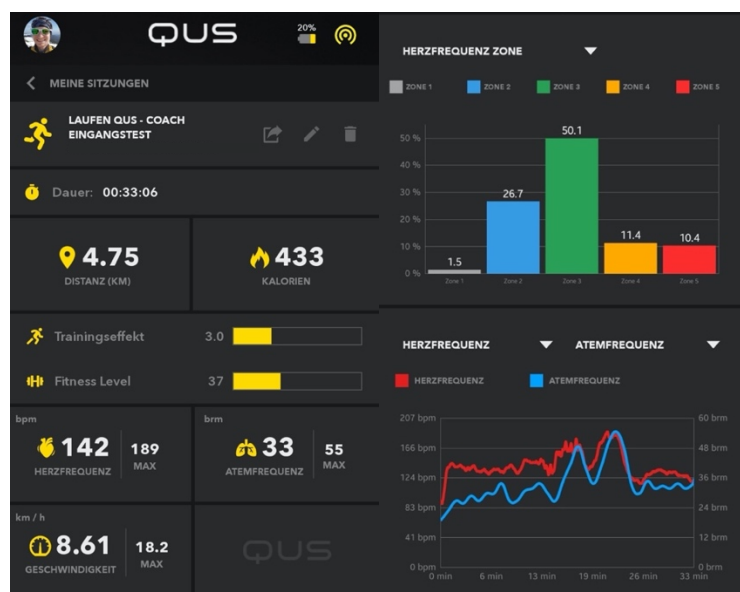 QUS
20%
MEINE SITZUNGEN
LAUFEN QUS - COACH
EINGANGSTEST
Dauer: 00:33:06
4.75
DISTANZ (KM)
433
KALORIEN
Trainingseffekt 3.0
Fitness Level 37
bpm
142
HERZFREQUENZ
189
MAX
brm
33
ATEMFREQUENZ
55
MAX
km / h
8.61
GESCHWINDIGKEIT
18.2
MAX
QUS
HERZFREQUENZ ZONE
ZONE 1 ZONE 2 ZONE 3 ZONE 4 ZONE 5
50 %
40 %
30 %
20 %
10 %
0 %
1.5
26.7
50.1
11.4
10.4
Zone 1 Zone 2 Zone 3 Zone 4 Zone 5
HERZFREQUENZ ATEMFREQUENZ
HERZFREQUENZ ATEMFREQUENZ
207 bpm 60 brm
166 bpm 48 brm
124 bpm 36 brm
83 bpm 24 brm
41 bpm 12 brm
0 bpm 0 brm
0 min 6 min 13 min 19 min 26 min 33 min